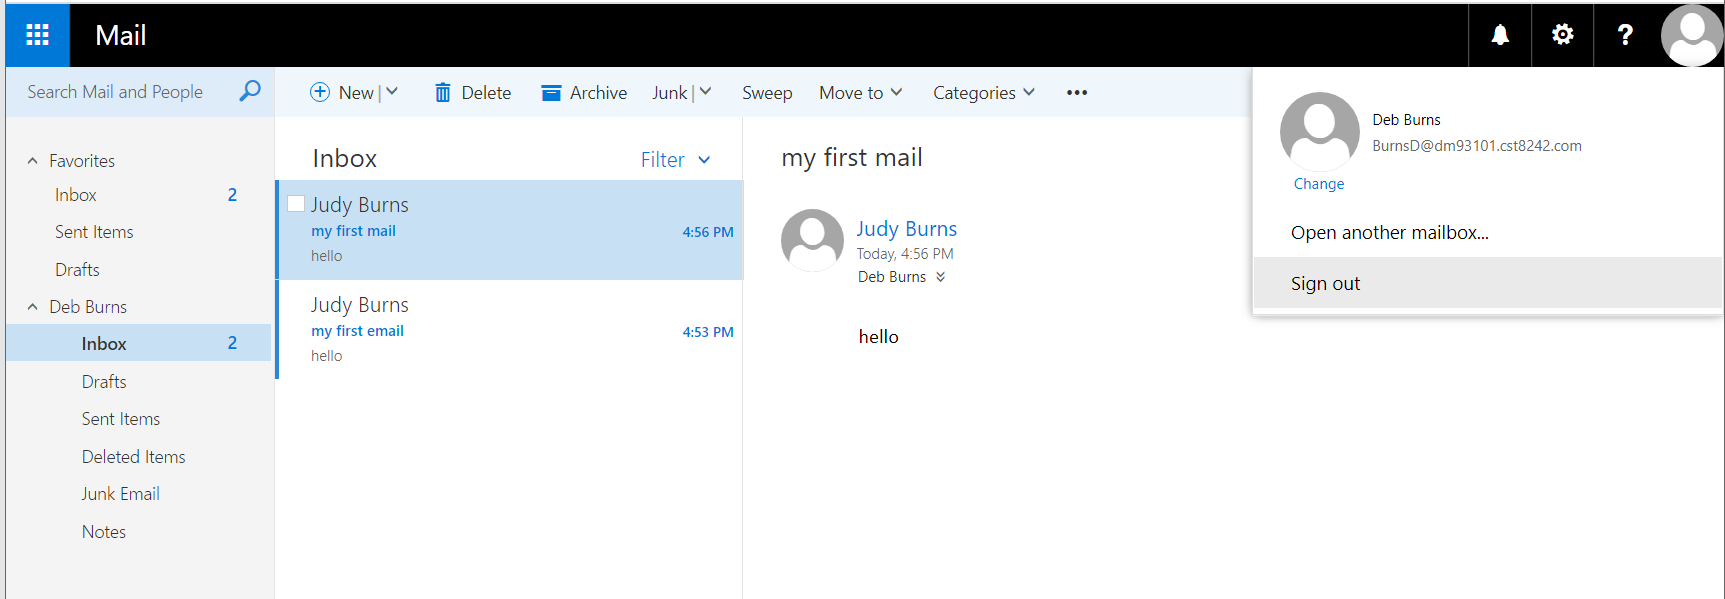 Mail
?
Search Mail and People
New | Delete Archive Junk | Sweep Move to Categories •••
Favorites
Inbox 2
Sent Items
Drafts
Deb Burns
Inbox 2
Drafts
Sent Items
Deleted Items
Junk Email
Notes
Inbox Filter
Judy Burns
my first mail 4:56 PM
hello
Judy Burns
my first email 4:53 PM
hello
my first mail
Judy Burns
Today, 4:56 PM
Deb Burns
hello
Deb Burns
BurnsD@dm93101.cst8242.com
Change
Open another mailbox...
Sign out